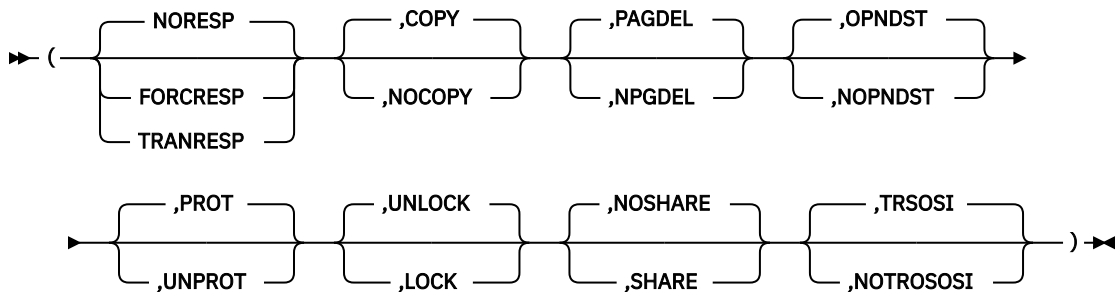 NORESP ,COPY ,PAGDEL ,OPNDST
(
FORCRESP ,NOCOPY ,NPGDEL ,NOPNDST
TRANRESP
,PROT ,UNLOCK ,NOSHARE ,TRSOSI
)
,UNPROT ,LOCK ,SHARE ,NOTROSOSI